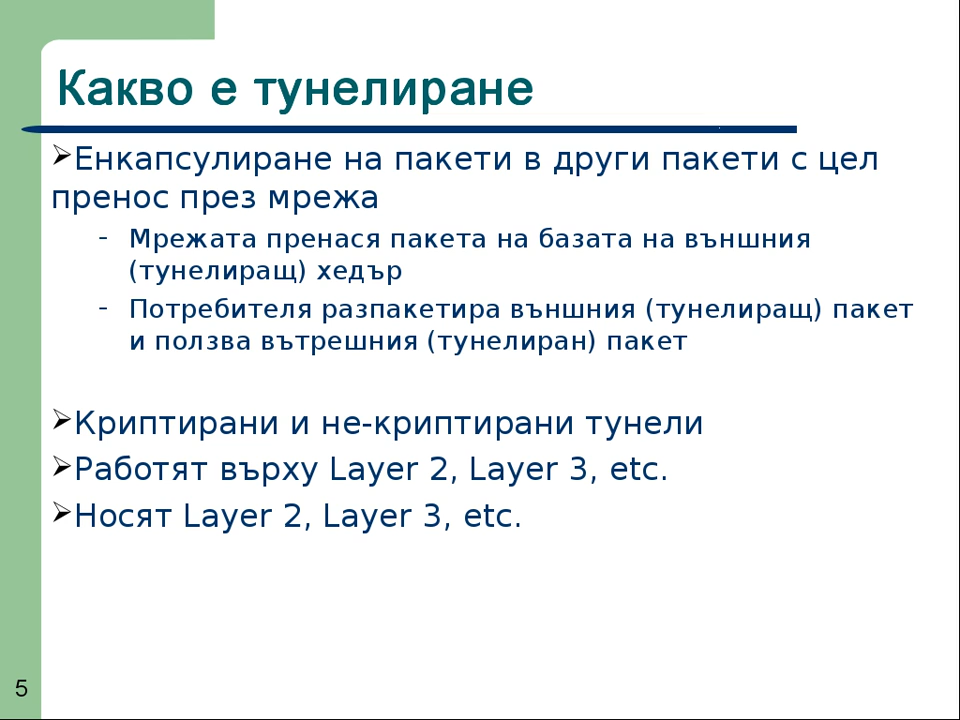 Какво е тунелиране
➢Енкапсулиране на пакети в други пакети с цел
пренос през мрежа
- Мрежата пренася пакета на базата на външния
(тунелиращ) хедър
- Потребителя разпакетира външния (тунелиращ) пакет
и ползва вътрешния (тунелиран) пакет
➢Криптирани и не-криптирани тунели
➢Работят върху Layer 2, Layer 3, etc.
➢Носят Layer 2, Layer 3, etc.
5